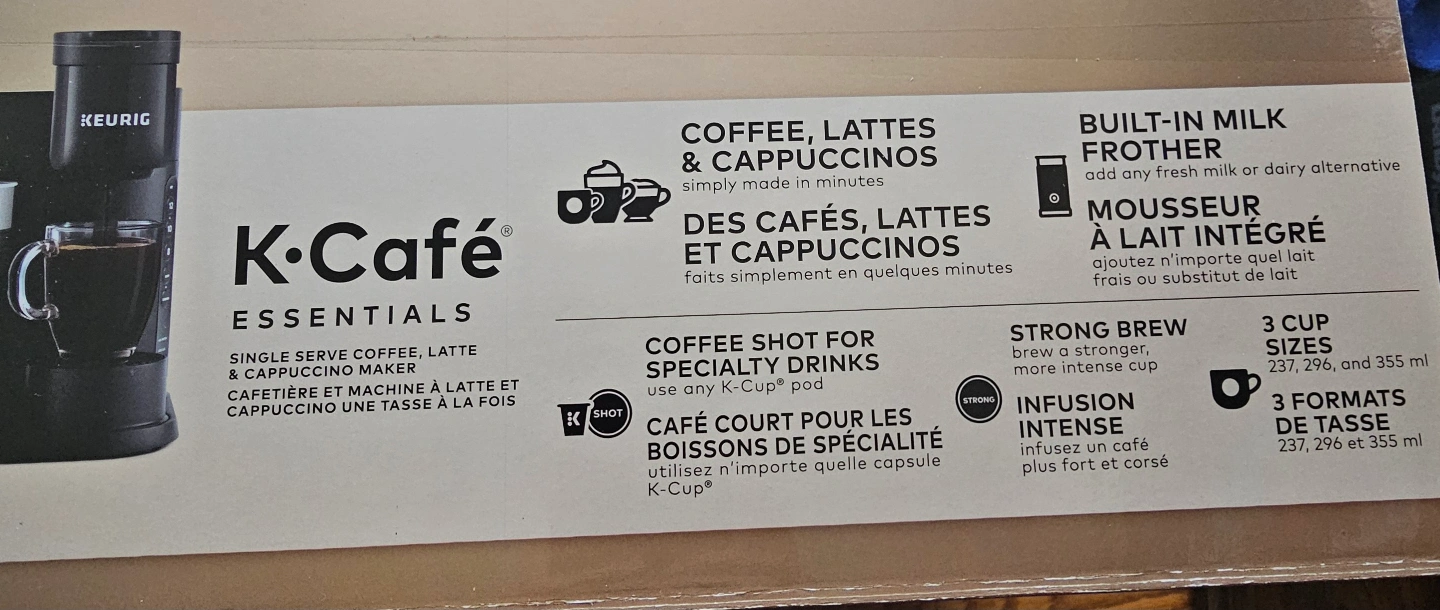 KEURIG
K•Café®
ESSENTIALS
SINGLE SERVE COFFEE, LATTE
& CAPPUCCINO MAKER
CAFETIÈRE ET MACHINE À LATTE ET
CAPPUCCINO UNE TASSE À LA FOIS
COFFEE, LATTES
& CAPPUCCINOS
simply made in minutes
DES CAFÉS, LATTES
ET CAPPUCCINOS
faits simplement en quelques minutes
BUILT-IN MILK
FROTHER
add any fresh milk or dairy alternative
MOUSSEUR
À LAIT INTÉGRÉ
ajoutez n'importe quel lait
frais ou substitut de lait
K SHOT
COFFEE SHOT FOR
SPECIALTY DRINKS
use any K-Cup® pod
CAFÉ COURT POUR LES
BOISSONS DE SPÉCIALITÉ
utilisez n'importe quelle capsule
K-Cup®
STRONG
STRONG BREW
brew a stronger,
more intense cup
INFUSION
INTENSE
infusez un café
plus fort et corsé
3 CUP
SIZES
237, 296, and 355 ml
3 FORMATS
DE TASSE
237, 296 et 355 ml